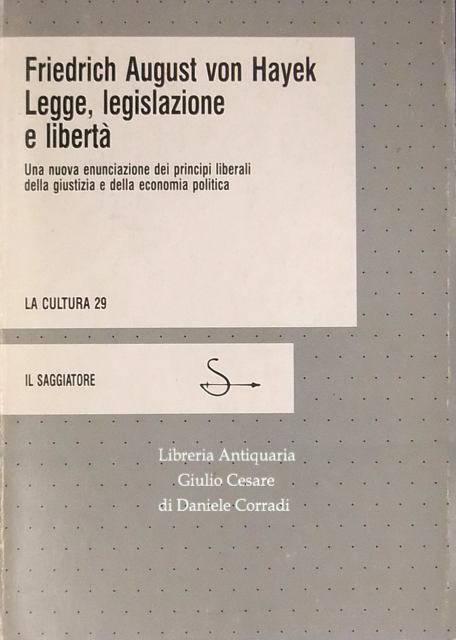 Friedrich August von Hayek
Legge, legislazione
e libertà
Una nuova enunciazione dei principi liberali
della giustizia e della economia politica
LA CULTURA 29
IL SAGGIATORE
Libreria Antiquaria
Giulio Cesare
di Daniele Corradi